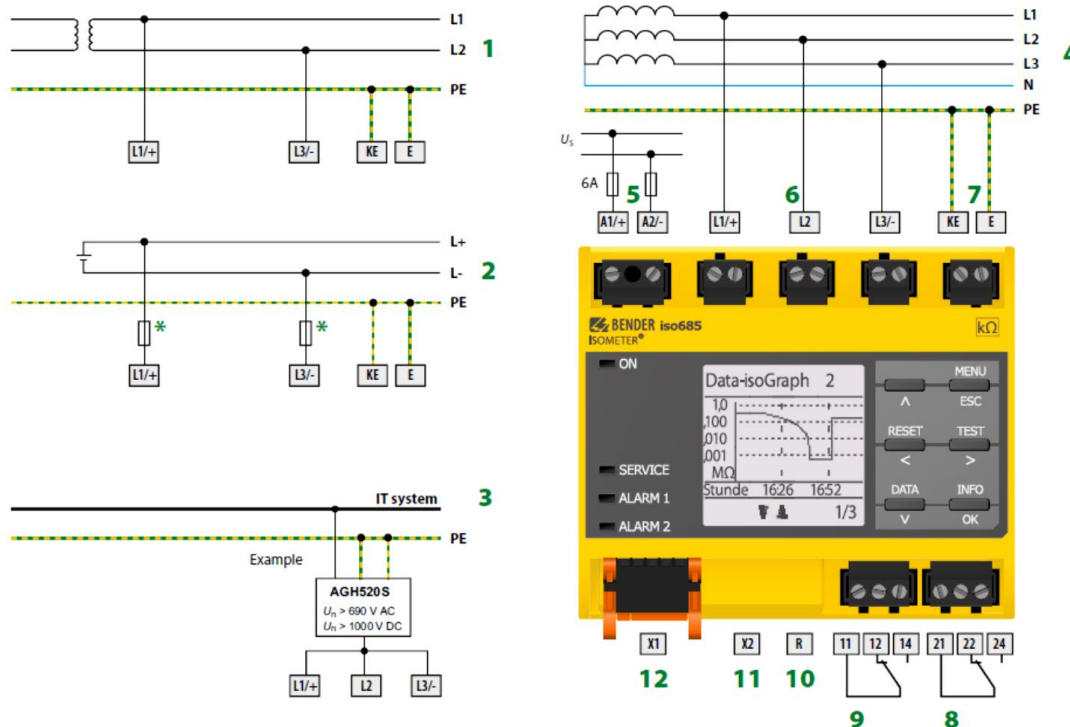 L1
L2
1
PE
L1/+
L3/-
KE
E
L+
L-
2
PE
*
*
L1/+
L3/-
KE
E
IT system
3
PE
Example
AGH520S
Un > 690 V AC
Un > 1000 V DC
L1/+
L2
L3/-
L1
L2
L3
4
N
PE
Us
6A
5
6
7
A1/+
A2/-
L1/+
L2
L3/-
KE
E
BENDER iso685
ISOMETER®
kΩ
ON
SERVICE
ALARM 1
ALARM 2
Data-isoGraph 2
1,0
,100
,010
,001
MΩ
Stunde 16:26 16:52
1/3
MENU
Λ ESC
RESET TEST
< >
DATA INFO
V OK
X1
X2
R
11
12
14
21
22
24
12
11
10
9
8